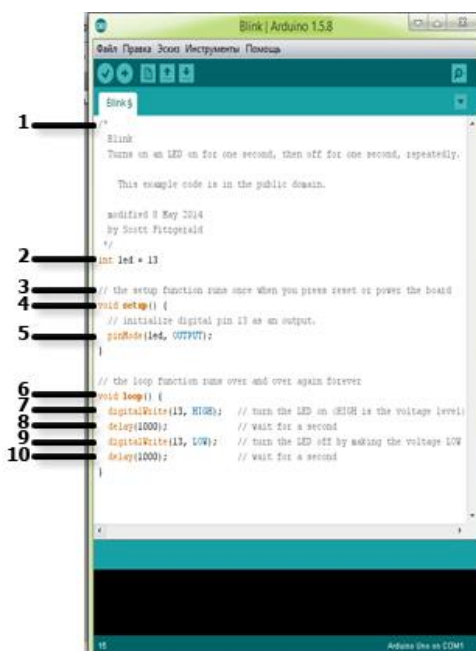 Blink | Arduino 1.5.8
Файл Правка Эскиз Инструменты Помощь
Blink §
1 /*
Blink
Turns on an LED on for one second, then off for one second, repeatedly.
This example code is in the public domain.
modified 8 May 2014
by Scott Fitzgerald
*/
2 int led = 13
3 // the setup function runs once when you press reset or power the board
4 void setup() {
// initialize digital pin 13 as an output.
5 pinMode(led, OUTPUT);
}
// the loop function runs over and over again forever
6 void loop() {
7 digitalWrite(13, HIGH); // turn the LED on (HIGH is the voltage level)
8 delay(1000); // wait for a second
9 digitalWrite(13, LOW); // turn the LED off by making the voltage LOW
10 delay(1000); // wait for a second
}
15 Arduino Uno on COM1